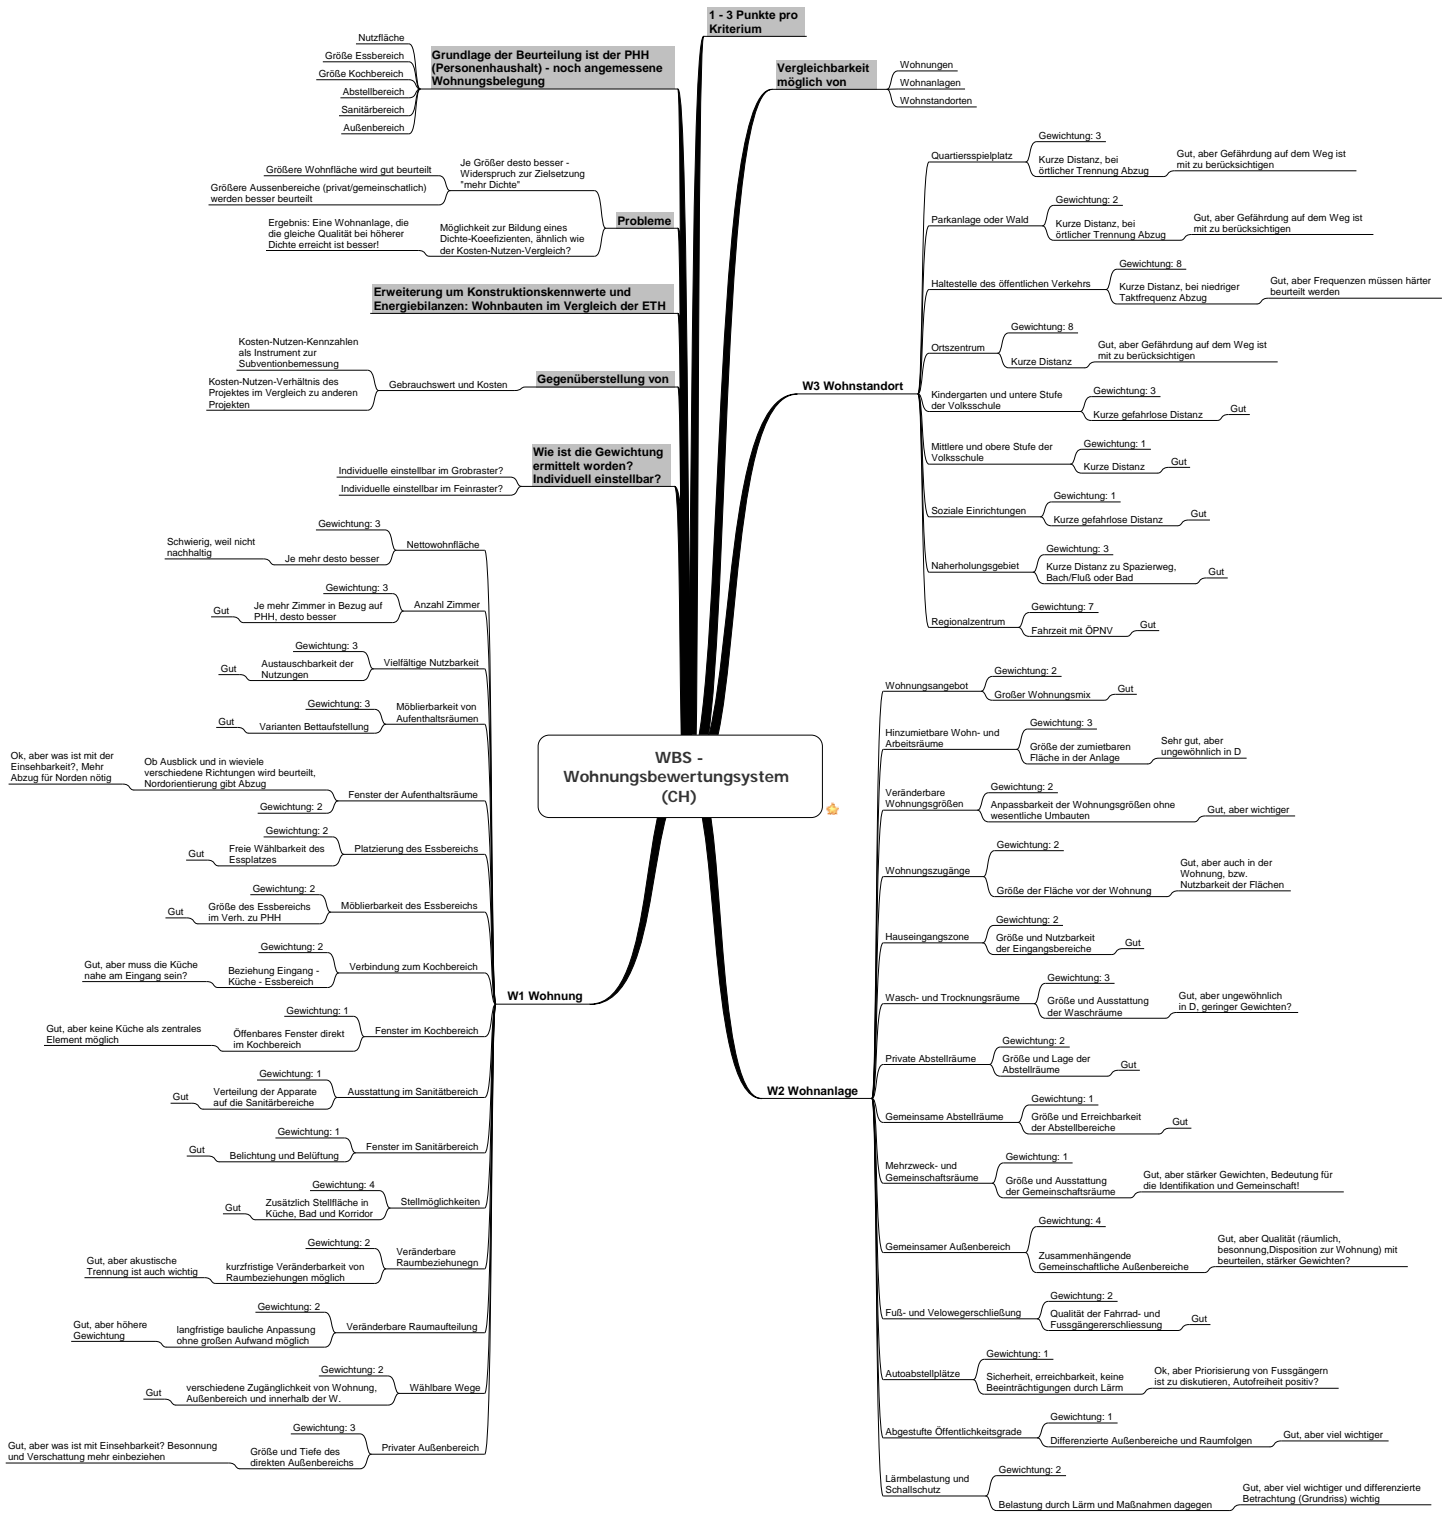 1 - 3 Punkte pro
Kriterium
Vergleichbarkeit
möglich von
Wohnungen
Wohnanlagen
Wohnstandorten
Grundlage der Beurteilung ist der PHH
(Personenhaushalt) - noch angemessene
Wohnungsbelegung
Nutzfläche
Größe Essbereich
Größe Kochbereich
Abstellbereich
Sanitärbereich
Außenbereich
Probleme
Je Größer desto besser -
Widerspruch zur Zielsetzung
"mehr Dichte"
Größere Wohnfläche wird gut beurteilt
Größere Aussenbereiche (privat/gemeinschatlich)
werden besser beurteilt
Möglichkeit zur Bildung eines
Dichte-Koeefizienten, ähnlich wie
der Kosten-Nutzen-Vergleich?
Ergebnis: Eine Wohnanlage, die
die gleiche Qualität bei höherer
Dichte erreicht ist besser!
Erweiterung um Konstruktionskennwerte und
Energiebilanzen: Wohnbauten im Vergleich der ETH
Gegenüberstellung von
Gebrauchswert und Kosten
Kosten-Nutzen-Kennzahlen
als Instrument zur
Subventionbemessung
Kosten-Nutzen-Verhältnis des
Projektes im Vergleich zu anderen
Projekten
Wie ist die Gewichtung
ermittelt worden?
Individuell einstellbar?
Individuelle einstellbar im Grobraster?
Individuelle einstellbar im Feinraster?
WBS -
Wohnungsbewertungsystem
(CH)
W1 Wohnung
Nettowohnfläche
Gewichtung: 3
Je mehr desto besser
Schwierig, weil nicht
nachhaltig
Anzahl Zimmer
Gewichtung: 3
Je mehr Zimmer in Bezug auf
PHH, desto besser
Gut
Vielfältige Nutzbarkeit
Gewichtung: 3
Austauschbarkeit der
Nutzungen
Gut
Möblierbarkeit von
Aufenthaltsräumen
Gewichtung: 3
Varianten Bettaufstellung
Gut
Fenster der Aufenthaltsräume
Ob Ausblick und in wieviele
verschiedene Richtungen wird beurteilt,
Nordorientierung gibt Abzug
Ok, aber was ist mit der
Einsehbarkeit?, Mehr
Abzug für Norden nötig
Gewichtung: 2
Platzierung des Essbereichs
Gewichtung: 2
Freie Wählbarkeit des
Essplatzes
Gut
Möblierbarkeit des Essbereichs
Gewichtung: 2
Größe des Essbereichs
im Verh. zu PHH
Gut
Verbindung zum Kochbereich
Gewichtung: 2
Beziehung Eingang -
Küche - Essbereich
Gut, aber muss die Küche
nahe am Eingang sein?
Fenster im Kochbereich
Gewichtung: 1
Öffenbares Fenster direkt
im Kochbereich
Gut, aber keine Küche als zentrales
Element möglich
Ausstattung im Sanitätbereich
Gewichtung: 1
Verteilung der Apparate
auf die Sanitärbereiche
Gut
Fenster im Sanitärbereich
Gewichtung: 1
Belichtung und Belüftung
Gut
Stellmöglichkeiten
Gewichtung: 4
Zusätzlich Stellfläche in
Küche, Bad und Korridor
Gut
Veränderbare
Raumbeziehunegn
Gewichtung: 2
kurzfristige Veränderbarkeit von
Raumbeziehungen möglich
Gut, aber akustische
Trennung ist auch wichtig
Veränderbare Raumaufteilung
Gewichtung: 2
langfristige bauliche Anpassung
ohne großen Aufwand möglich
Gut, aber höhere
Gewichtung
Wählbare Wege
Gewichtung: 2
verschiedene Zugänglichkeit von Wohnung,
Außenbereich und innerhalb der W.
Gut
Privater Außenbereich
Gewichtung: 3
Größe und Tiefe des
direkten Außenbereichs
Gut, aber was ist mit Einsehbarkeit? Besonnung
und Verschattung mehr einbeziehen
W3 Wohnstandort
Quartiersspielplatz
Gewichtung: 3
Kurze Distanz, bei
örtlicher Trennung Abzug
Gut, aber Gefährdung auf dem Weg ist
mit zu berücksichtigen
Parkanlage oder Wald
Gewichtung: 2
Kurze Distanz, bei
örtlicher Trennung Abzug
Gut, aber Gefährdung auf dem Weg ist
mit zu berücksichtigen
Haltestelle des öffentlichen Verkehrs
Gewichtung: 8
Kurze Distanz, bei niedriger
Taktfrequenz Abzug
Gut, aber Frequenzen müssen härter
beurteilt werden
Ortszentrum
Gewichtung: 8
Kurze Distanz
Gut, aber Gefährdung auf dem Weg ist
mit zu berücksichtigen
Kindergarten und untere Stufe
der Volksschule
Gewichtung: 3
Kurze gefahrlose Distanz
Gut
Mittlere und obere Stufe der
Volksschule
Gewichtung: 1
Kurze Distanz
Gut
Soziale Einrichtungen
Gewichtung: 1
Kurze gefahrlose Distanz
Gut
Naherholungsgebiet
Gewichtung: 3
Kurze Distanz zu Spazierweg,
Bach/Fluß oder Bad
Gut
Regionalzentrum
Gewichtung: 7
Fahrzeit mit ÖPNV
Gut
W2 Wohnanlage
Wohnungsangebot
Gewichtung: 2
Großer Wohnungsmix
Gut
Hinzumietbare Wohn- und
Arbeitsräume
Gewichtung: 3
Größe der zumietbaren
Fläche in der Anlage
Sehr gut, aber
ungewöhnlich in D
Veränderbare
Wohnungsgrößen
Gewichtung: 2
Anpassbarkeit der Wohnungsgrößen ohne
wesentliche Umbauten
Gut, aber wichtiger
Wohnungszugänge
Gewichtung: 2
Größe der Fläche vor der Wohnung
Gut, aber auch in der
Wohnung, bzw.
Nutzbarkeit der Flächen
Hauseingangszone
Gewichtung: 2
Größe und Nutzbarkeit
der Eingangsbereiche
Gut
Wasch- und Trocknungsräume
Gewichtung: 3
Größe und Ausstattung
der Waschräume
Gut, aber ungewöhnlich
in D, geringer Gewichten?
Private Abstellräume
Gewichtung: 2
Größe und Lage der
Abstellräume
Gut
Gemeinsame Abstellräume
Gewichtung: 1
Größe und Erreichbarkeit
der Abstellbereiche
Gut
Mehrzweck- und
Gemeinschaftsräume
Gewichtung: 1
Größe und Ausstattung
der Gemeinschaftsräume
Gut, aber stärker Gewichten, Bedeutung für
die Identifikation und Gemeinschaft!
Gemeinsamer Außenbereich
Gewichtung: 4
Zusammenhängende
Gemeinschaftliche Außenbereiche
Gut, aber Qualität (räumlich,
besonnung,Disposition zur Wohnung) mit
beurteilen, stärker Gewichten?
Fuß- und Velowegerschließung
Gewichtung: 2
Qualität der Fahrrad- und
Fussgängererschliessung
Gut
Autoabstellplätze
Gewichtung: 1
Sicherheit, erreichbarkeit, keine
Beeinträchtigungen durch Lärm
Ok, aber Priorisierung von Fussgängern
ist zu diskutieren, Autofreiheit positiv?
Abgestufte Öffentlichkeitsgrade
Gewichtung: 1
Differenzierte Außenbereiche und Raumfolgen
Gut, aber viel wichtiger
Lärmbelastung und
Schallschutz
Gewichtung: 2
Belastung durch Lärm und Maßnahmen dagegen
Gut, aber viel wichtiger und differenzierte
Betrachtung (Grundriss) wichtig